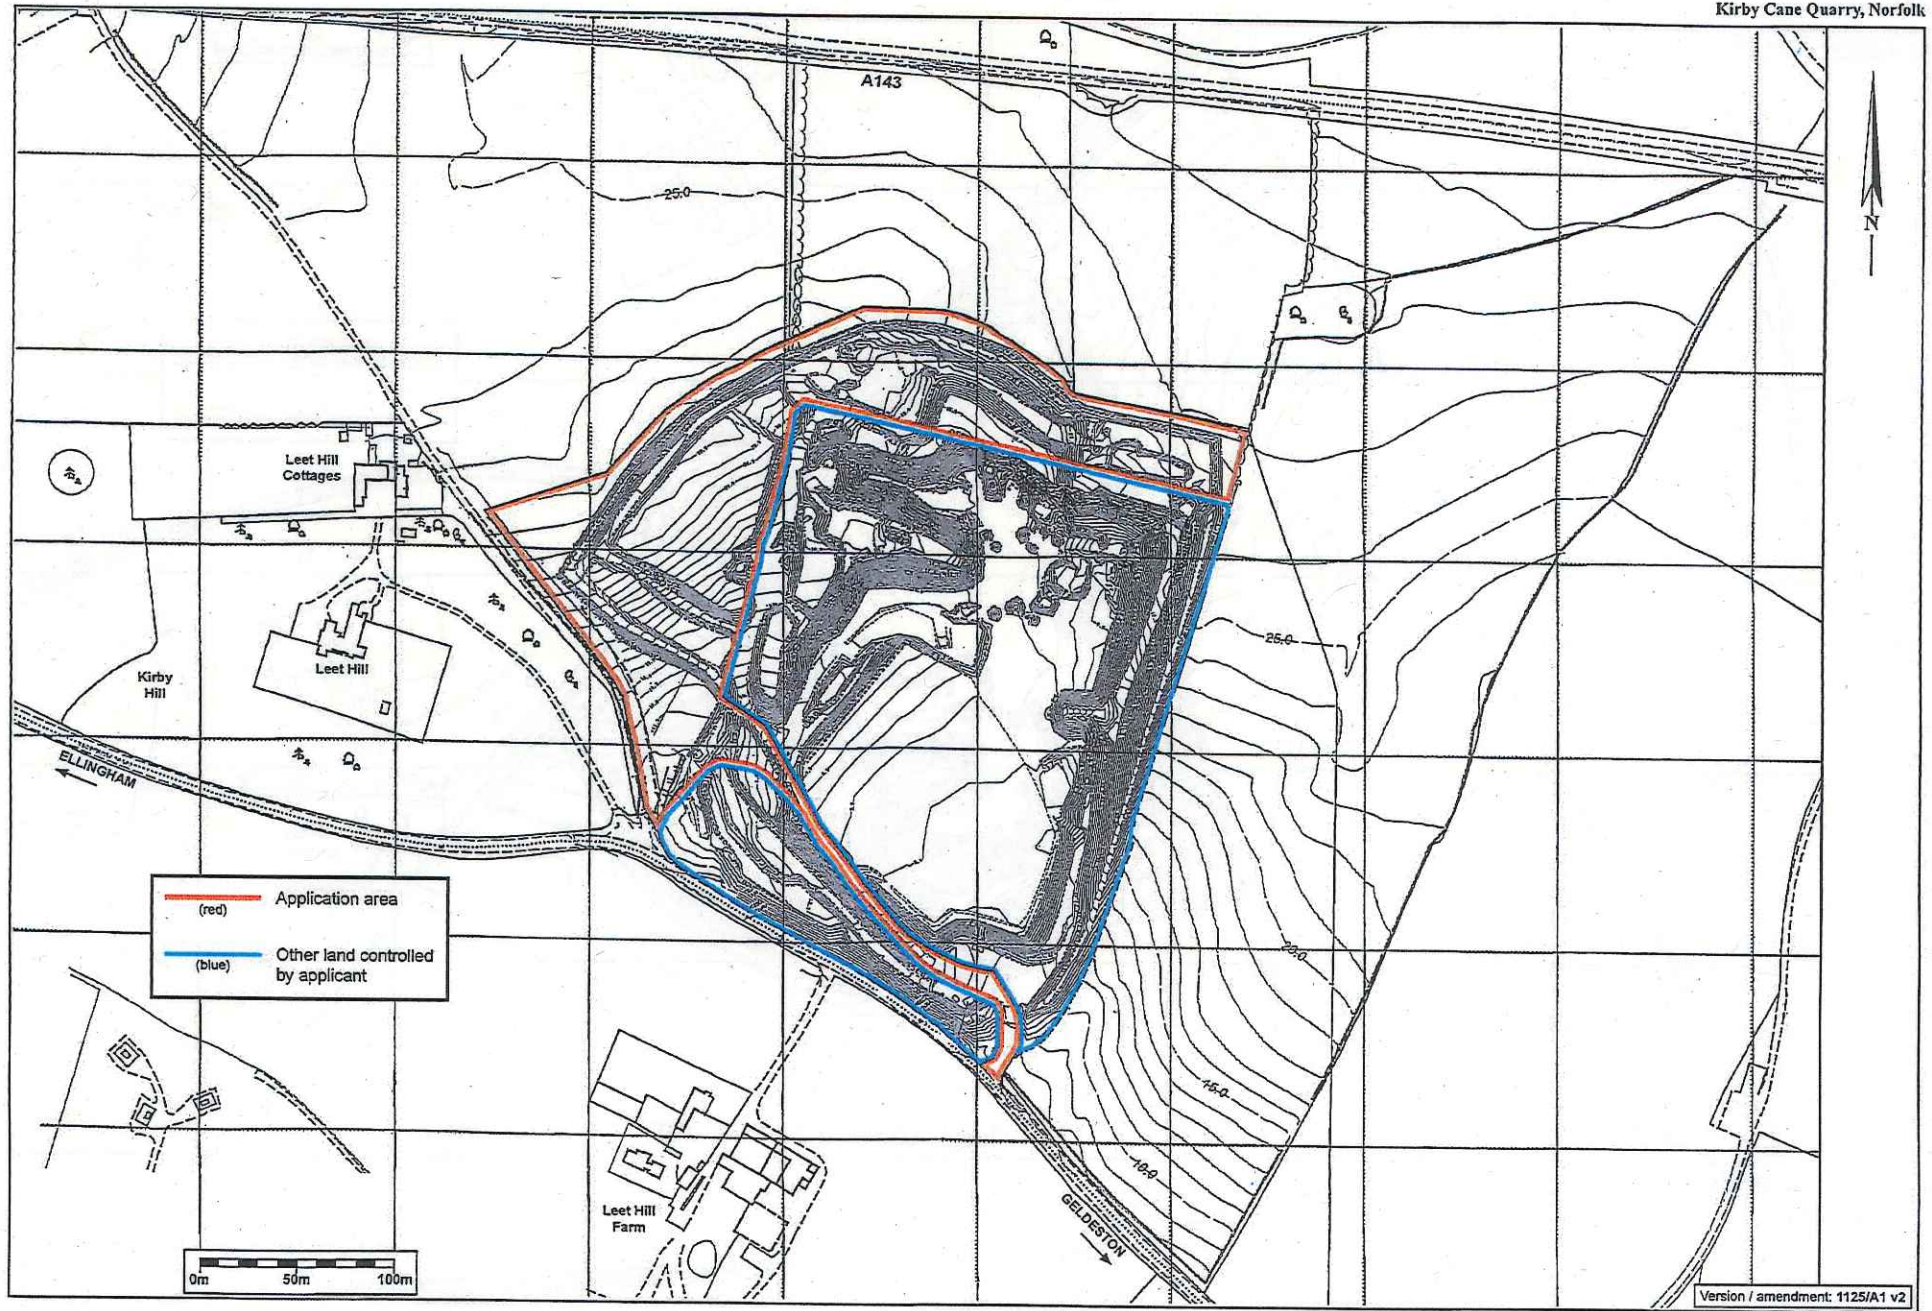 Kirby Cane Quarry, Norfolk
A143
N
25.0
Leet Hill
Cottages
25.0
Leet Hill
Kirby
Hill
ELLINGHAM
Application area
(red)
Other land controlled
(blue)
by applicant
20.0
15.0
10.0
Leet Hill
Farm
GELDESTON
0m
50m
100m
Version / amendment: 1125/A1 v2